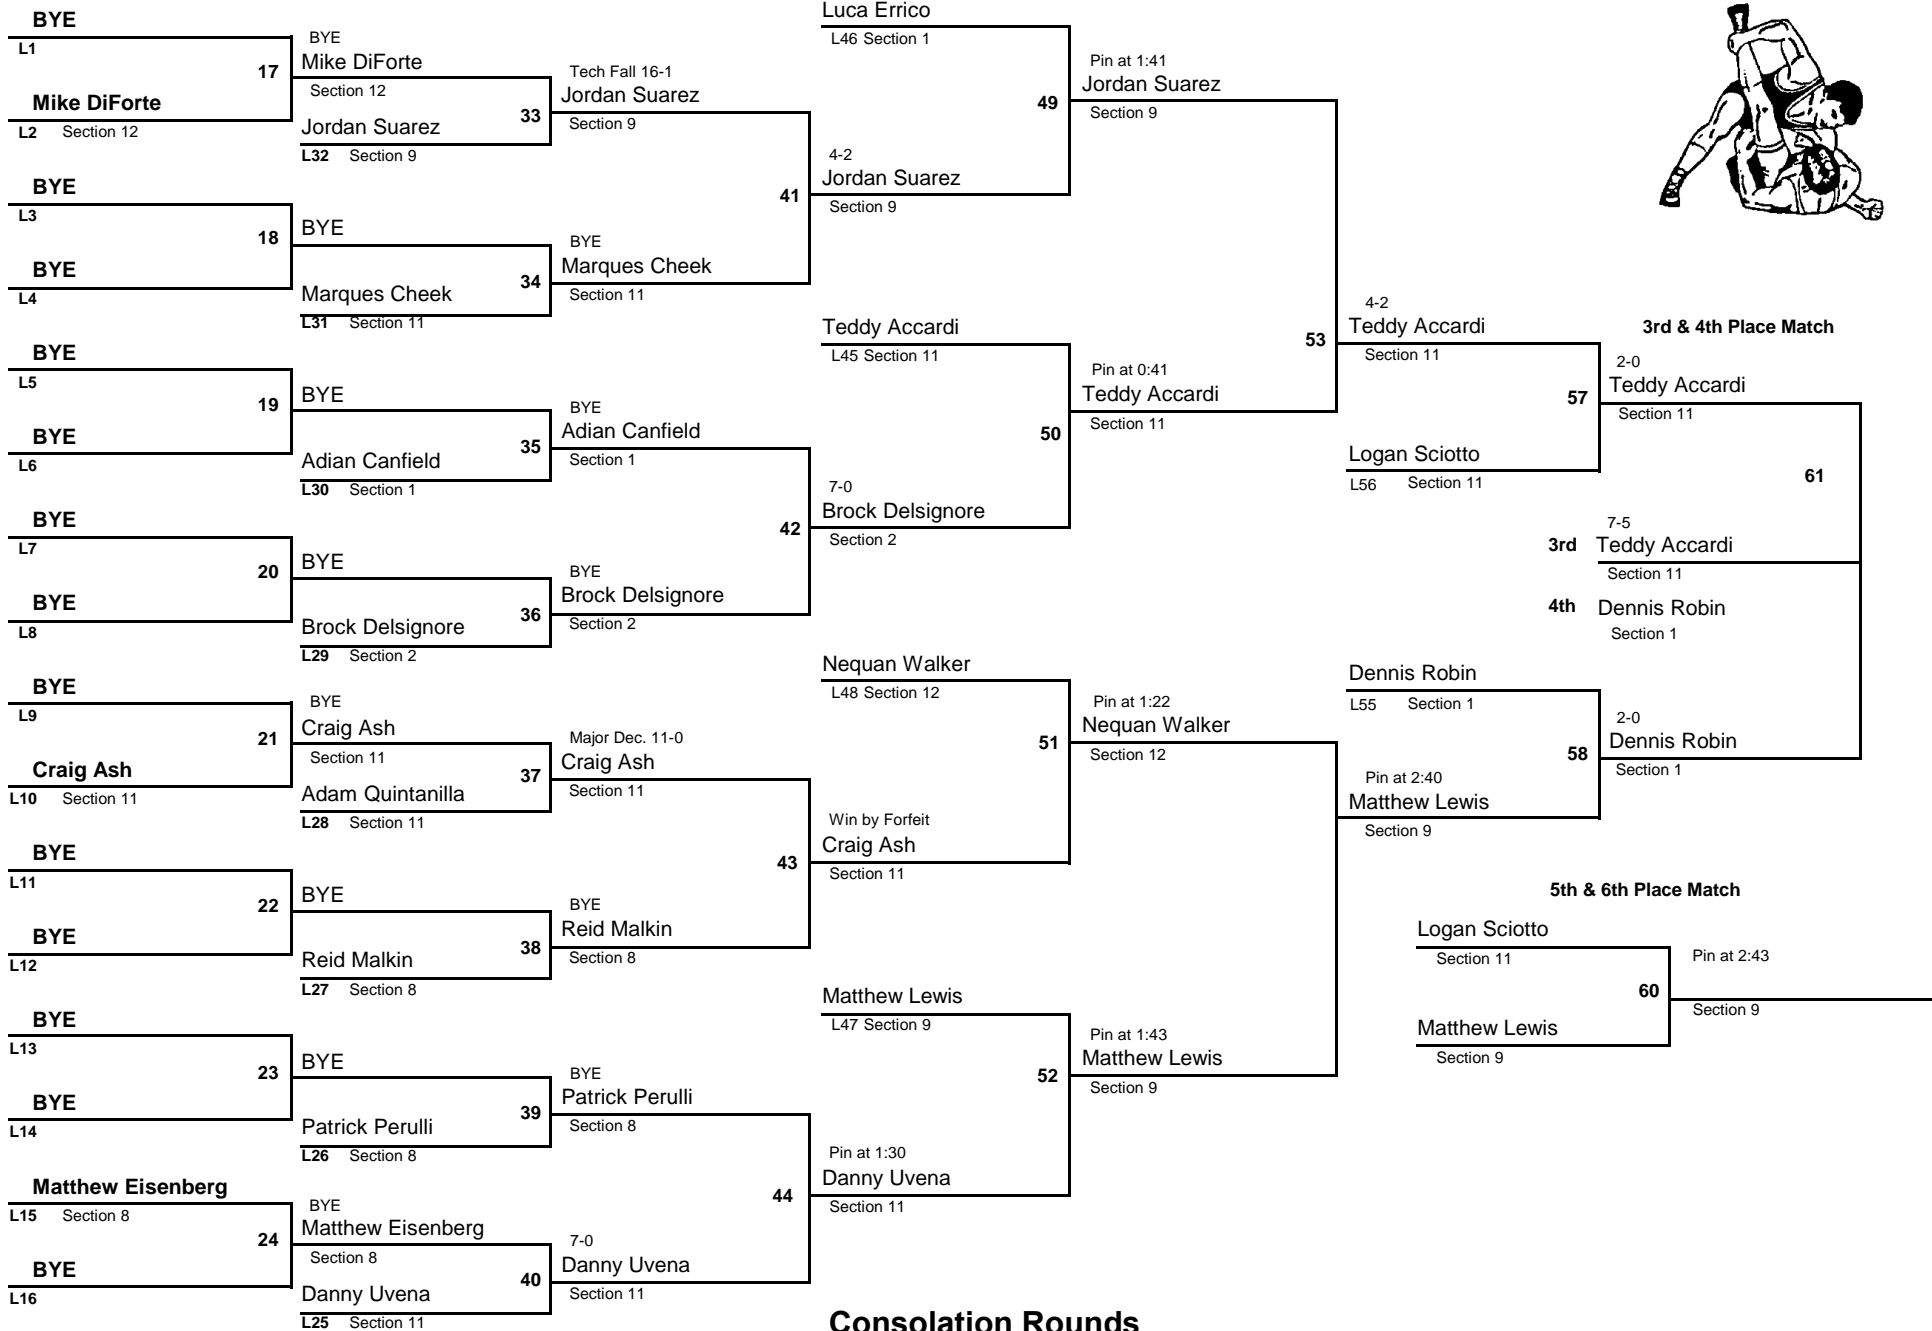 BYE
L1
17
Mike DiForte
L2 Section 12
BYE
L3
18
BYE
L4
BYE
L5
19
BYE
L6
BYE
L7
20
BYE
L8
BYE
L9
21
Craig Ash
L10 Section 11
BYE
L11
22
BYE
L12
BYE
L13
23
BYE
L14
Matthew Eisenberg
L15 Section 8
24
BYE
L16
BYE
Mike DiForte
Section 12
33
Jordan Suarez
L32 Section 9
BYE
34
Marques Cheek
L31 Section 11
BYE
35
Adian Canfield
L30 Section 1
BYE
36
Brock Delsignore
L29 Section 2
BYE
Craig Ash
Section 11
37
Adam Quintanilla
L28 Section 11
BYE
38
Reid Malkin
L27 Section 8
BYE
39
Patrick Perulli
L26 Section 8
BYE
Matthew Eisenberg
Section 8
40
Danny Uvena
L25 Section 11
Tech Fall 16-1
Jordan Suarez
Section 9
41
BYE
Marques Cheek
Section 11
BYE
Adian Canfield
Section 1
42
BYE
Brock Delsignore
Section 2
Major Dec. 11-0
Craig Ash
Section 11
43
BYE
Reid Malkin
Section 8
BYE
Patrick Perulli
Section 8
44
7-0
Danny Uvena
Section 11
Luca Errico
L46 Section 1
49
4-2
Jordan Suarez
Section 9
Teddy Accardi
L45 Section 11
50
7-0
Brock Delsignore
Section 2
Nequan Walker
L48 Section 12
51
Win by Forfeit
Craig Ash
Section 11
Matthew Lewis
L47 Section 9
52
Pin at 1:30
Danny Uvena
Section 11
Pin at 1:41
Jordan Suarez
Section 9
53
Pin at 0:41
Teddy Accardi
Section 11
Pin at 1:22
Nequan Walker
Section 12
Pin at 1:43
Matthew Lewis
Section 9
4-2
Teddy Accardi
Section 11
57
Logan Sciotto
L56 Section 11
Dennis Robin
L55 Section 1
58
Pin at 2:40
Matthew Lewis
Section 9
3rd & 4th Place Match
2-0
Teddy Accardi
Section 11
61
7-5
3rd Teddy Accardi
Section 11
4th Dennis Robin
Section 1
2-0
Dennis Robin
Section 1
5th & 6th Place Match
Logan Sciotto
Section 11
60
Matthew Lewis
Section 9
Pin at 2:43
Section 9
Consolation Rounds